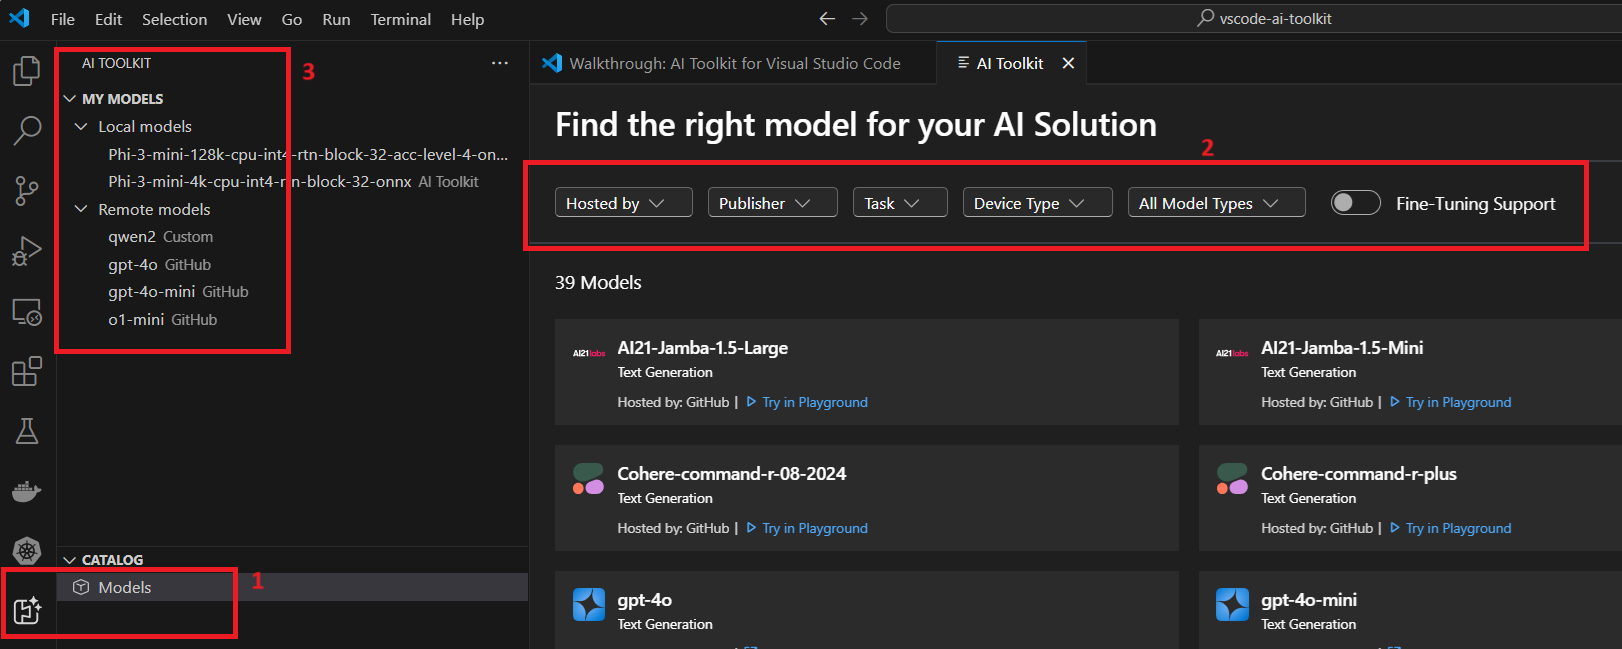 File Edit Selection View Go Run Terminal Help
vscode-ai-toolkit
AI TOOLKIT
3
MY MODELS
Local models
Phi-3-mini-128k-cpu-int4-rtn-block-32-acc-level-4-on...
Phi-3-mini-4k-cpu-int4-rtn-block-32-onnx AI Toolkit
Remote models
qwen2 Custom
gpt-4o GitHub
gpt-4o-mini GitHub
o1-mini GitHub
CATALOG
Models
1
Walkthrough: AI Toolkit for Visual Studio Code
AI Toolkit
Find the right model for your AI Solution
2
Hosted by Publisher Task Device Type All Model Types Fine-Tuning Support
39 Models
AI21labs
AI21-Jamba-1.5-Large
Text Generation
Hosted by: GitHub | Try in Playground
AI21labs
AI21-Jamba-1.5-Mini
Text Generation
Hosted by: GitHub | Try in Playground
Cohere-command-r-08-2024
Text Generation
Hosted by: GitHub | Try in Playground
Cohere-command-r-plus
Text Generation
Hosted by: GitHub | Try in Playground
gpt-4o
Text Generation
gpt-4o-mini
Text Generation